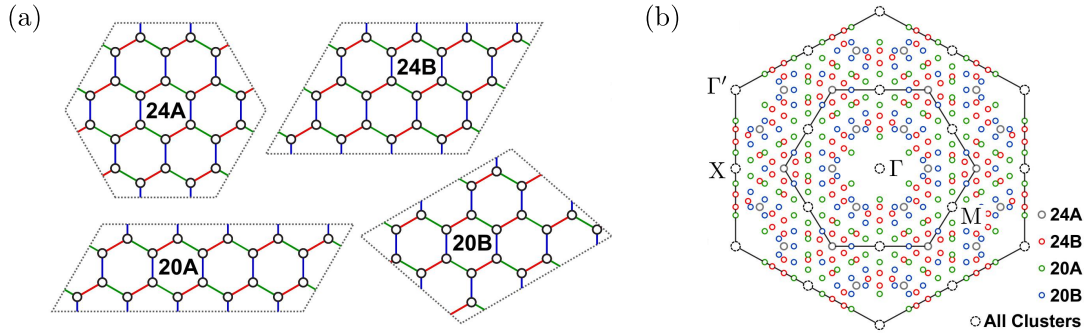 (a)
24A
24B
20A
20B
(b)
Γ′
X
Γ
M
24A
24B
20A
20B
All Clusters